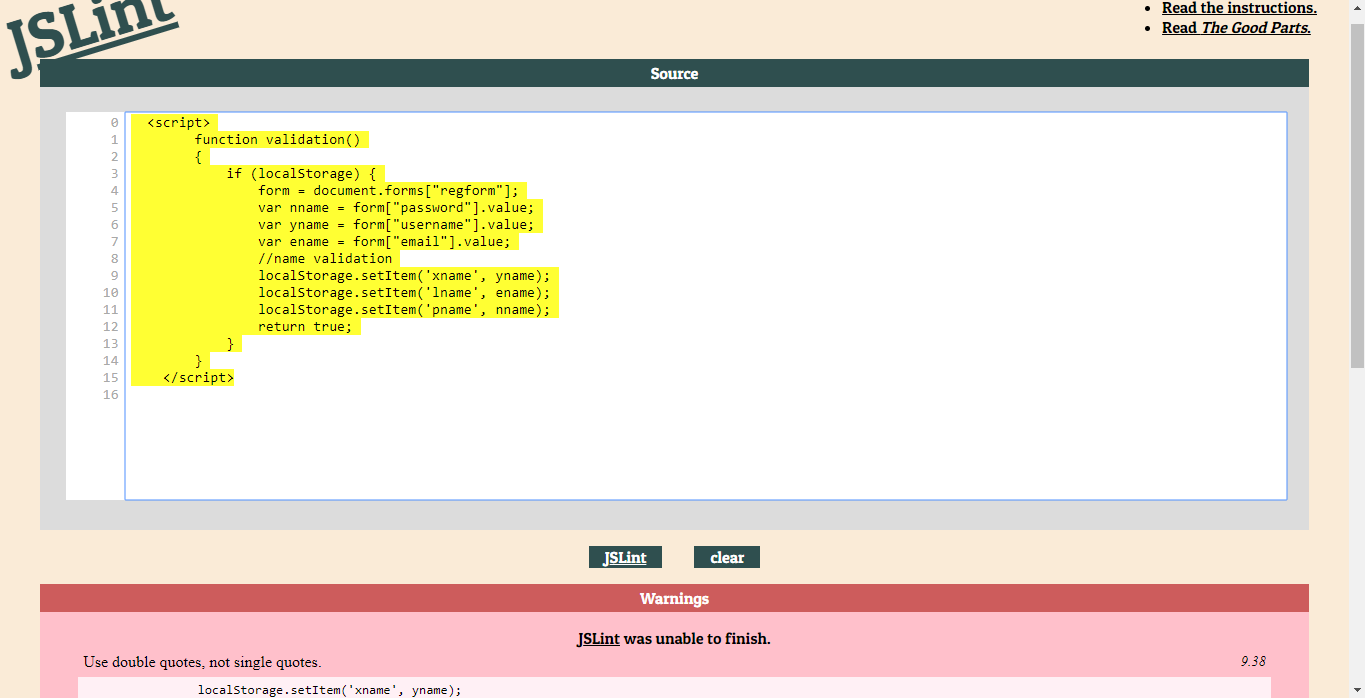 JSLint
Read the instructions.
Read The Good Parts.
Source
0 <script>
1 function validation()
2 {
3 if (localStorage) {
4 form = document.forms["regform"];
5 var nname = form["password"].value;
6 var yname = form["username"].value;
7 var ename = form["email"].value;
8 //name validation
9 localStorage.setItem('xname', yname);
10 localStorage.setItem('lname', ename);
11 localStorage.setItem('pname', nname);
12 return true;
13 }
14 }
15 </script>
16
JSLint clear
Warnings
JSLint was unable to finish.
Use double quotes, not single quotes. 9.38
localStorage.setItem('xname', yname);